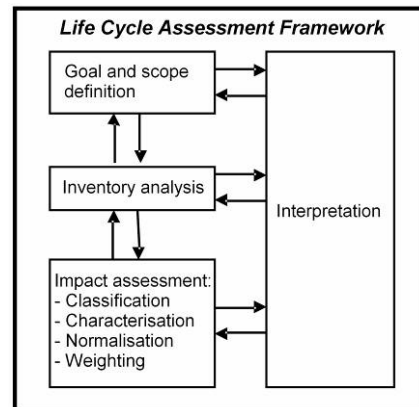 Life Cycle Assessment Framework
Goal and scope
definition
Inventory analysis
Impact assessment:
- Classification
- Characterisation
- Normalisation
- Weighting
Interpretation